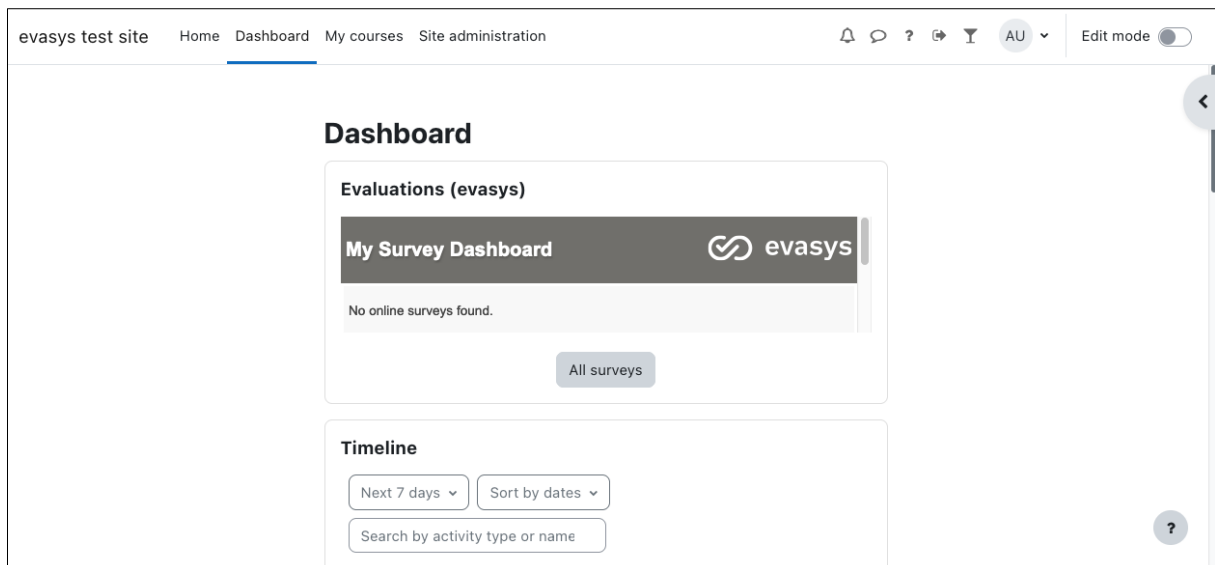 evasys test site Home Dashboard My courses Site administration ? AU Edit mode
Dashboard
Evaluations (evasys)
My Survey Dashboard evasys
No online surveys found.
All surveys
Timeline
Next 7 days Sort by dates
Search by activity type or name
?